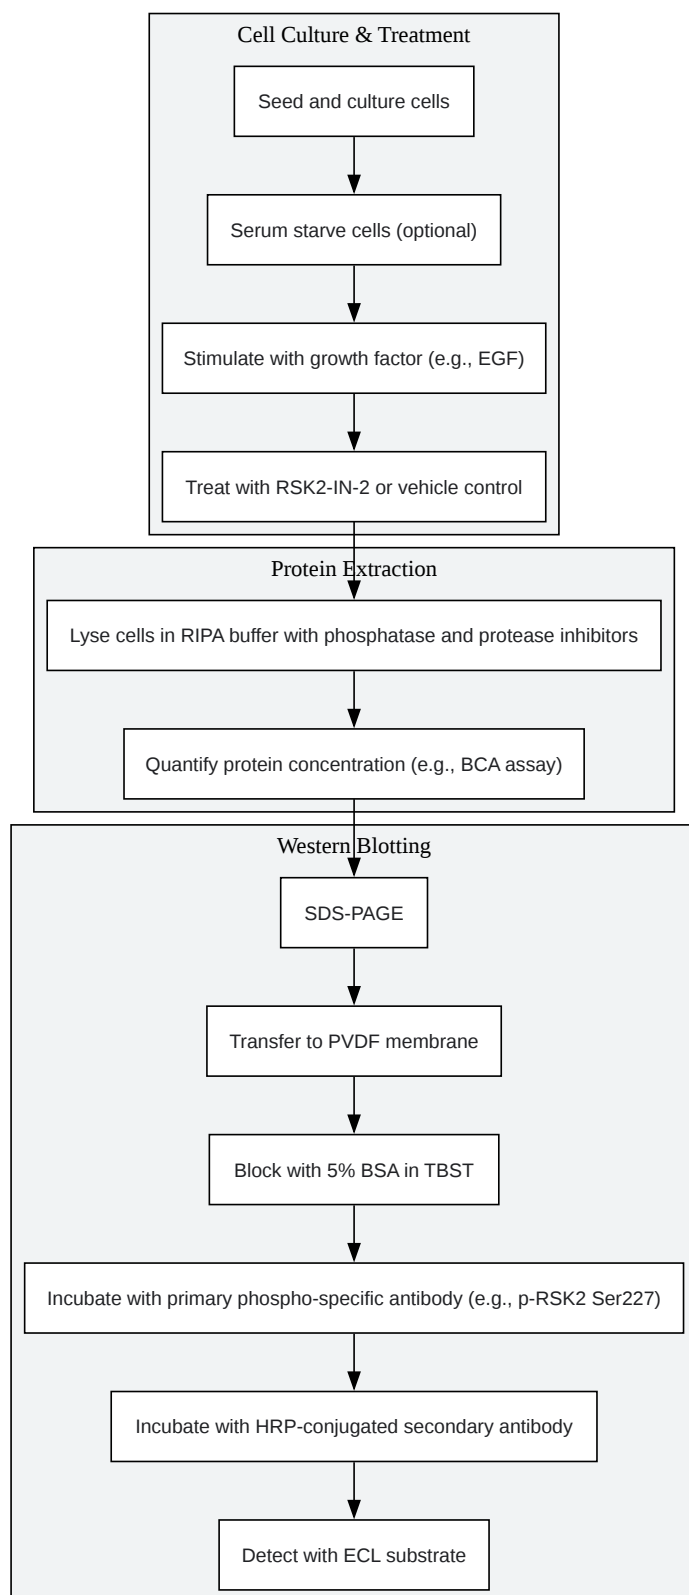 Cell Culture & Treatment
Seed and culture cells
Serum starve cells (optional)
Stimulate with growth factor (e.g., EGF)
Treat with RSK2-IN-2 or vehicle control
Protein Extraction
Lyse cells in RIPA buffer with phosphatase and protease inhibitors
Quantify protein concentration (e.g., BCA assay)
Western Blotting
SDS-PAGE
Transfer to PVDF membrane
Block with 5% BSA in TBST
Incubate with primary phospho-specific antibody (e.g., p-RSK2 Ser227)
Incubate with HRP-conjugated secondary antibody
Detect with ECL substrate